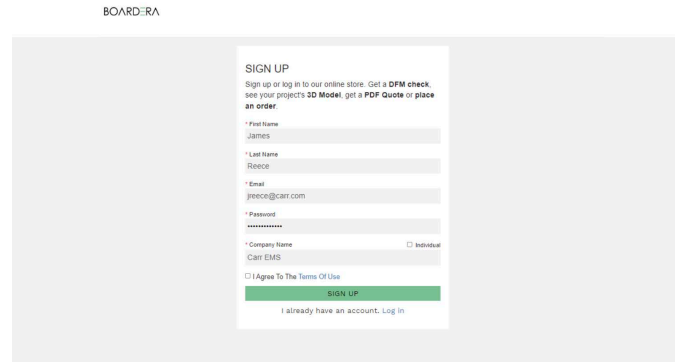 BOARDERA
SIGN UP
Sign up or log in to our online store. Get a DFM check,
see your project's 3D Model, get a PDF Quote or place
an order.
* First Name
James
* Last Name
Reece
* Email
jreece@carr.com
* Password
•••••••••••••
* Company Name Individual
Carr EMS
I Agree To The Terms Of Use
SIGN UP
I already have an account. Log in